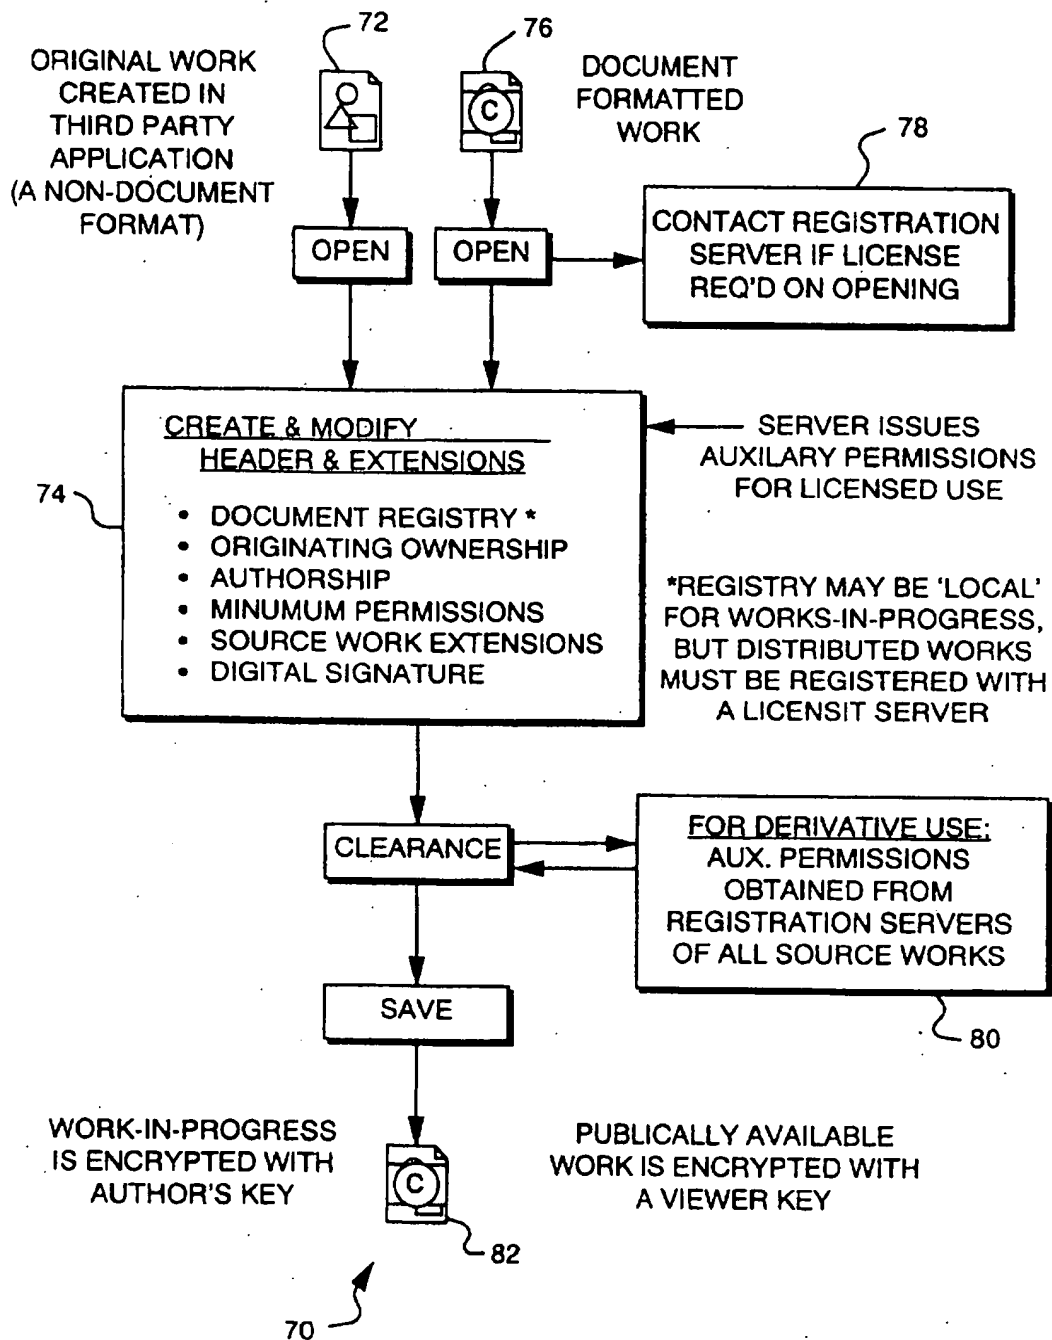 72
76
ORIGINAL WORK
CREATED IN
THIRD PARTY
APPLICATION
(A NON-DOCUMENT
FORMAT)
C
DOCUMENT
FORMATTED
WORK
78
OPEN
OPEN
CONTACT REGISTRATION
SERVER IF LICENSE
REQ'D ON OPENING
CREATE & MODIFY
HEADER & EXTENSIONS
74
• DOCUMENT REGISTRY *
• ORIGINATING OWNERSHIP
• AUTHORSHIP
• MINUMUM PERMISSIONS
• SOURCE WORK EXTENSIONS
• DIGITAL SIGNATURE
SERVER ISSUES
AUXILARY PERMISSIONS
FOR LICENSED USE
*REGISTRY MAY BE 'LOCAL'
FOR WORKS-IN-PROGRESS,
BUT DISTRIBUTED WORKS
MUST BE REGISTERED WITH
A LICENSIT SERVER
CLEARANCE
FOR DERIVATIVE USE:
AUX. PERMISSIONS
OBTAINED FROM
REGISTRATION SERVERS
OF ALL SOURCE WORKS
80
SAVE
WORK-IN-PROGRESS
IS ENCRYPTED WITH
AUTHOR'S KEY
C
82
PUBLICALLY AVAILABLE
WORK IS ENCRYPTED WITH
A VIEWER KEY
70